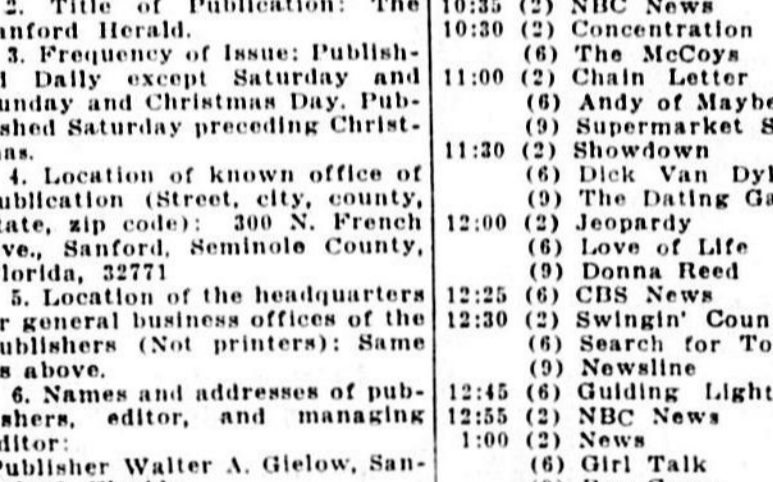 2. Title of Publication: The
anford Herald.
3. Frequency of Issue: Publish-
d Daily except Saturday and
unday and Christmas Day. Pub-
shed Saturday preceding Christ-
as.
4. Location of known office of
ublication (Street, city, county,
tate, zip code): 300 N. French
ve., Sanford, Seminole County,
lorida, 32771
5. Location of the headquarters
r general business offices of the
ublishers (Not printers): Same
s above.
6. Names and addresses of pub-
shers, editor, and managing
ditor:
Publisher Walter A. Gielow, San-
10:35 (2) NBC News
10:30 (2) Concentration
(6) The McCoys
11:00 (2) Chain Letter
(6) Andy of Maybe
(9) Supermarket S
11:30 (2) Showdown
(6) Dick Van Dyk
(9) The Dating Ga
12:00 (2) Jeopardy
(6) Love of Life
(9) Donna Reed
12:25 (6) CBS News
12:30 (2) Swingin' Coun
(6) Search for To
(9) Newsline
12:45 (6) Guiding Light
12:55 (2) NBC News
1:00 (2) News
(6) Girl Talk